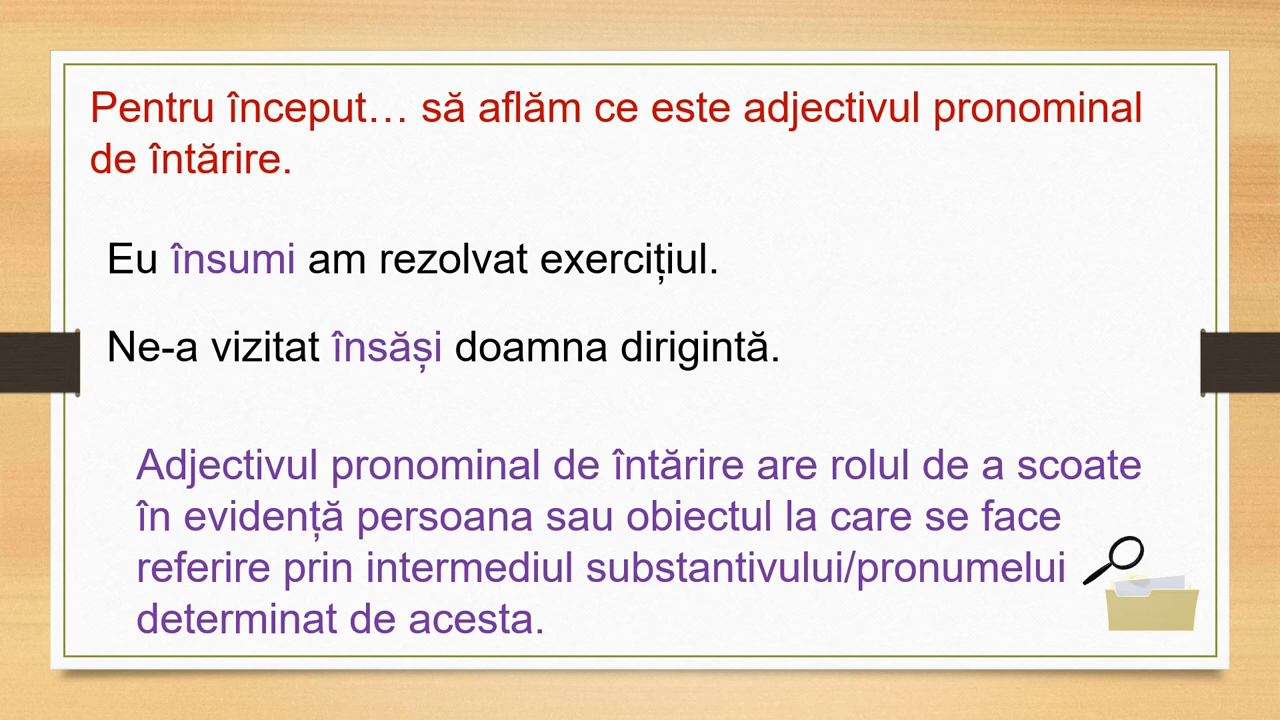 Pentru început… să aflăm ce este adjectivul pronominal
de întărire.
Eu însumi am rezolvat exercițiul.
Ne-a vizitat însăși doamna dirigintă.
Adjectivul pronominal de întărire are rolul de a scoate
în evidență persoana sau obiectul la care se face
referire prin intermediul substantivului/pronumelui
determinat de acesta.